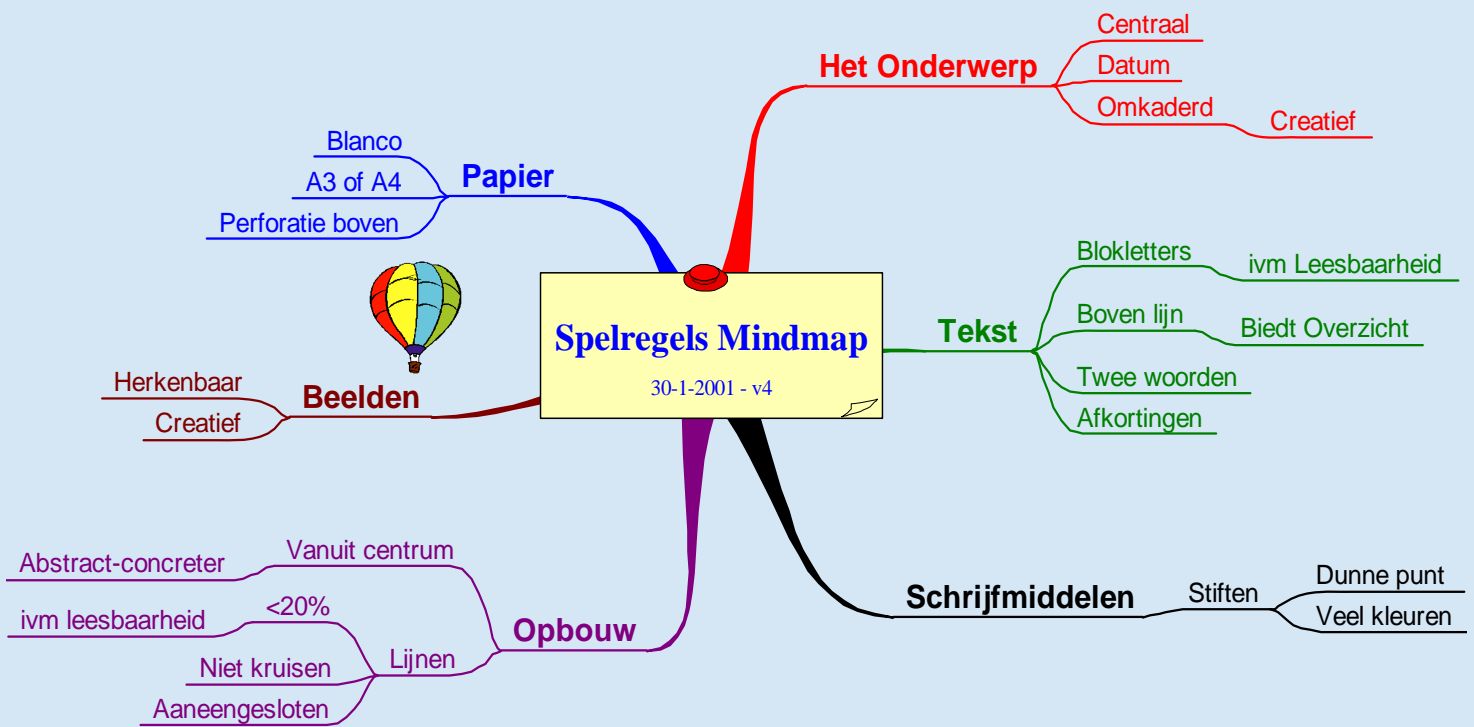 Spelregels Mindmap
30-1-2001 - v4
Het Onderwerp
Centraal
Datum
Omkaderd
Creatief
Tekst
Blokletters
ivm Leesbaarheid
Boven lijn
Biedt Overzicht
Twee woorden
Afkortingen
Schrijfmiddelen
Stiften
Dunne punt
Veel kleuren
Opbouw
Vanuit centrum
Abstract-concreter
Lijnen
<20%
ivm leesbaarheid
Niet kruisen
Aaneengesloten
Beelden
Herkenbaar
Creatief
Papier
Blanco
A3 of A4
Perforatie boven